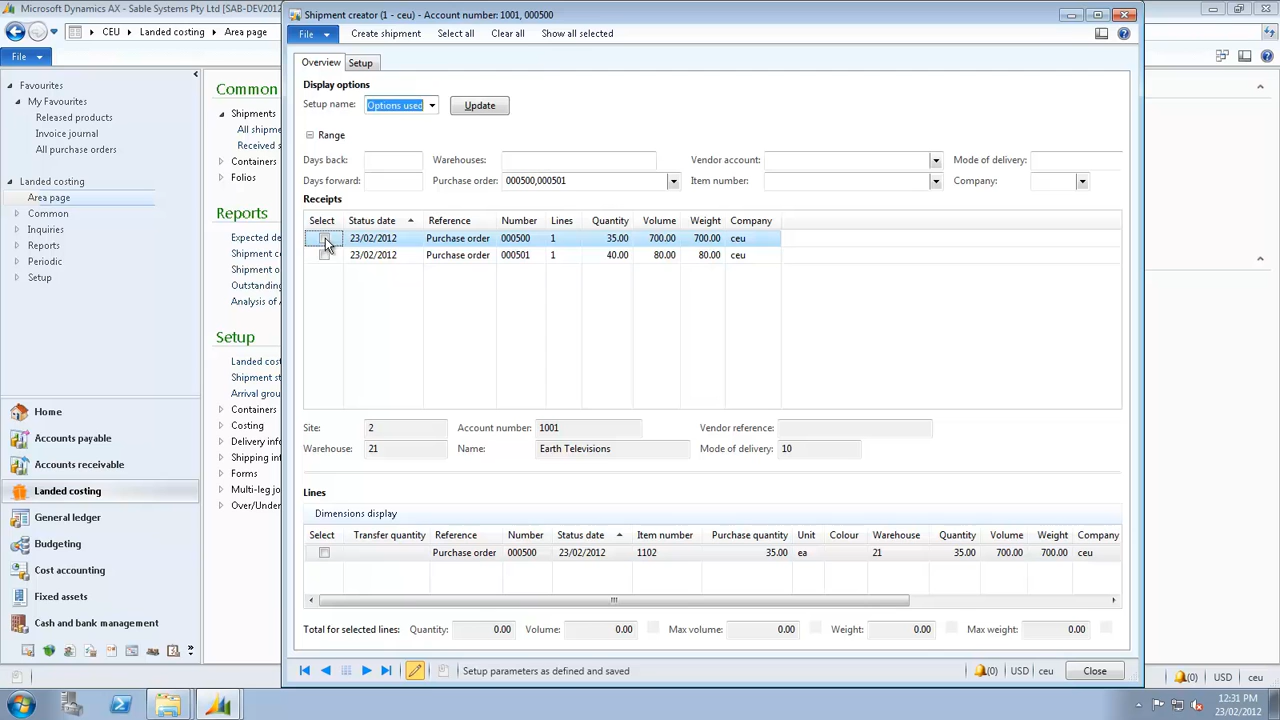 Microsoft Dynamics AX - Sable Systems Pty Ltd [SAB-DEV2012
CEU Landed costing Area page
File
Favourites
My Favourites
Released products
Invoice journal
All purchase orders
Landed costing
Area page
Common
Inquiries
Reports
Periodic
Setup
Home
Accounts payable
Accounts receivable
Landed costing
General ledger
Budgeting
Cost accounting
Fixed assets
Cash and bank management
Common
Shipments
All shipme
Received s
Containers
Folios
Reports
Expected de
Shipment c
Shipment o
Outstanding
Analysis of A
Setup
Landed cost
Shipment st
Arrival grou
Containers
Costing
Delivery info
Shipping inf
Forms
Multi-leg jo
Over/Under
Shipment creator (1 - ceu) - Account number: 1001, 000500
File Create shipment Select all Clear all Show all selected
Overview Setup
Display options
Setup name: Options used Update
Range
Days back: Warehouses: Vendor account: Mode of delivery:
Days forward: Purchase order: 000500,000501 Item number: Company:
Receipts
Select Status date Reference Number Lines Quantity Volume Weight Company
23/02/2012 Purchase order 000500 1 35.00 700.00 700.00 ceu
23/02/2012 Purchase order 000501 1 40.00 80.00 80.00 ceu
Site: 2 Account number: 1001 Vendor reference:
Warehouse: 21 Name: Earth Televisions Mode of delivery: 10
Lines
Dimensions display
Select Transfer quantity Reference Number Status date Item number Purchase quantity Unit Colour Warehouse Quantity Volume Weight Company
Purchase order 000500 23/02/2012 1102 35.00 ea 21 35.00 700.00 700.00 ceu
Total for selected lines: Quantity: 0.00 Volume: 0.00 Max volume: 0.00 Weight: 0.00 Max weight: 0.00
Setup parameters as defined and saved (0) USD ceu Close
(0) USD ceu
12:31 PM
23/02/2012